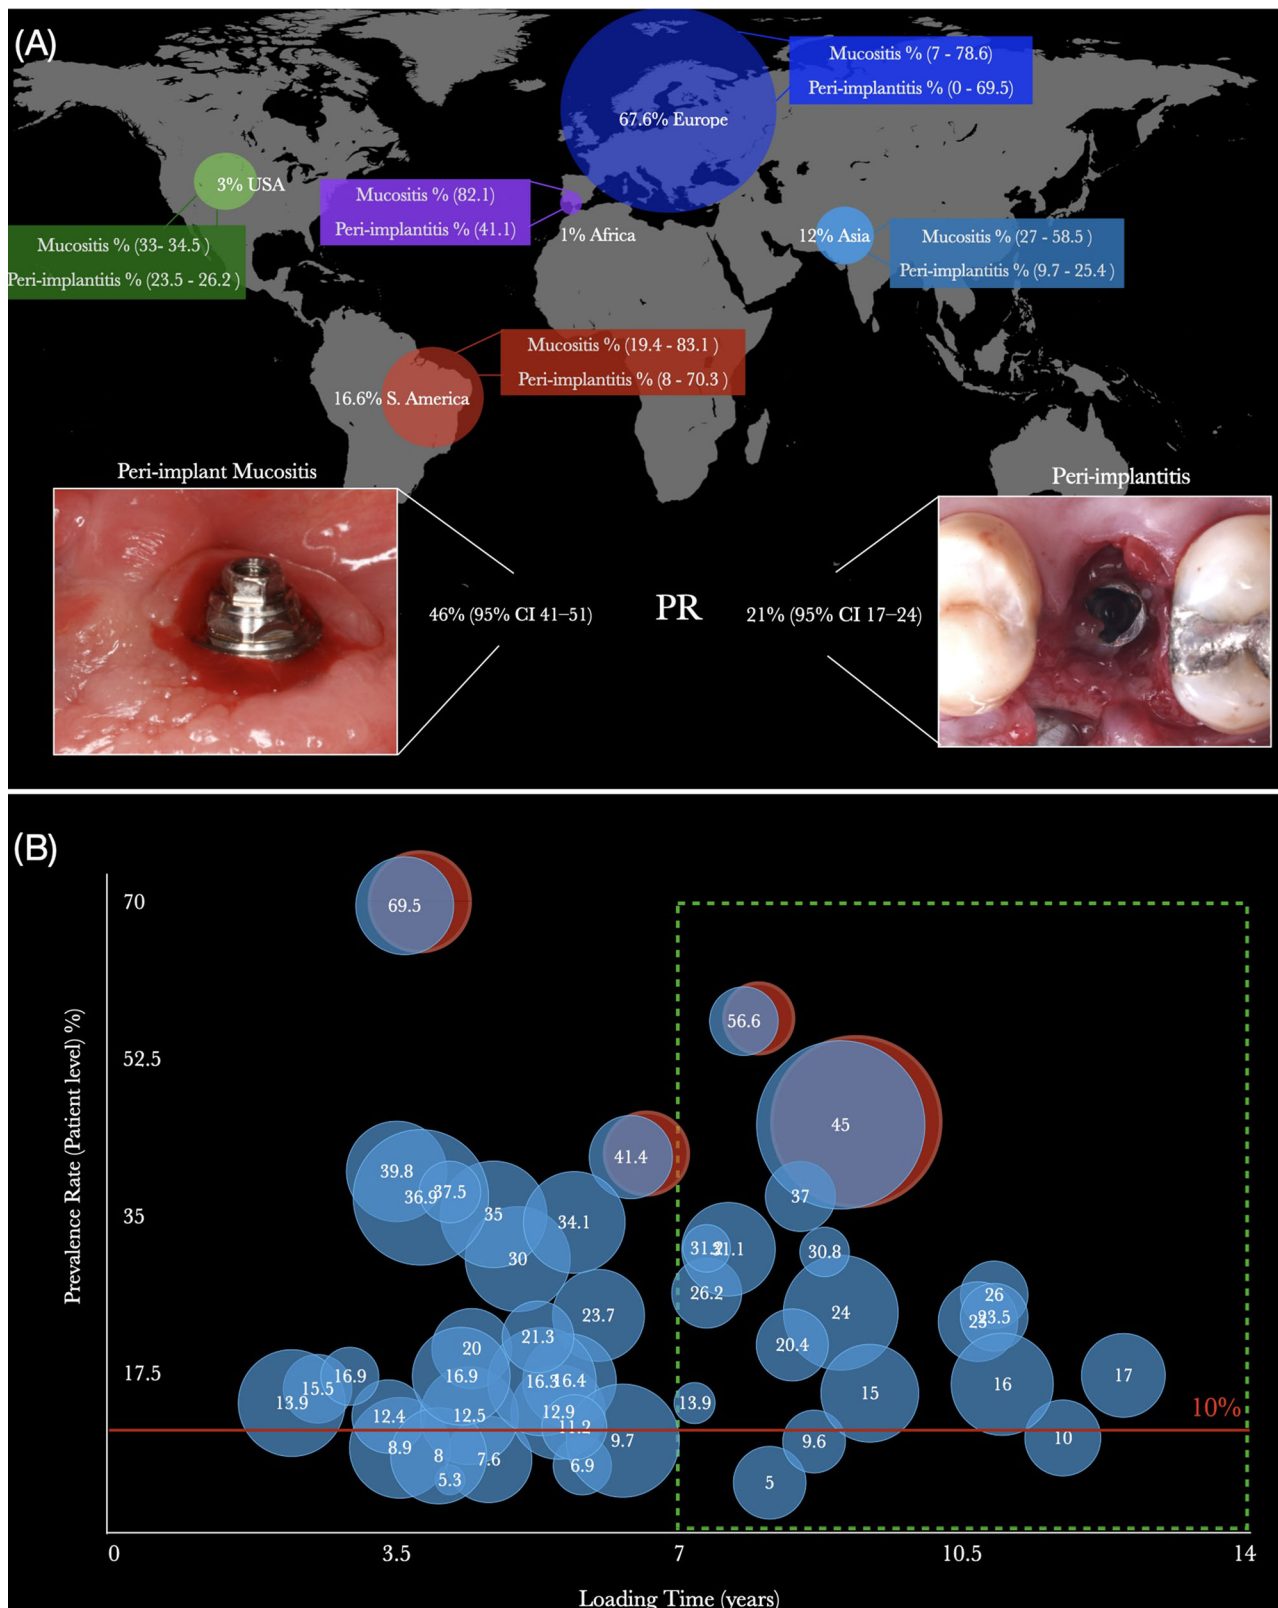 (A)
Mucositis % (7 - 78.6)
Peri-implantitis % (0 - 69.5)
67.6% Europe
3% USA
Mucositis % (82.1)
Peri-implantitis % (41.1)
1% Africa
12% Asia
Mucositis % (27 - 58.5 )
Peri-implantitis % (9.7 - 25.4 )
Mucositis % (33- 34.5 )
Peri-implantitis % (23.5 - 26.2 )
Mucositis % (19.4 - 83.1 )
Peri-implantitis % (8 - 70.3 )
16.6% S. America
Peri-implant Mucositis
Peri-implantitis
46% (95% CI 41–51)
PR
21% (95% CI 17–24)
(B)
Prevalence Rate (Patient level) %)
70
52.5
35
17.5
69.5
56.6
45
41.4
39.8
36.9
37.5
35
34.1
30
37
31.2
31.1
30.8
26.2
26
23.5
25
24
23.7
21.3
20.4
20
16.9
15.5
13.9
16.9
16.3
16.4
17
16
15
13.9
12.4
12.5
12.9
11.2
10%
10
9.7
9.6
8.9
8
7.6
6.9
5.3
5
0
3.5
7
10.5
14
Loading Time (years)